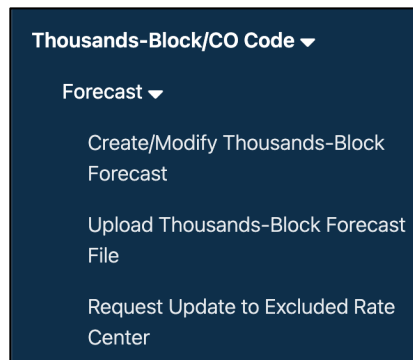 Thousands-Block/CO Code
Forecast
Create/Modify Thousands-Block
Forecast
Upload Thousands-Block Forecast
File
Request Update to Excluded Rate
Center